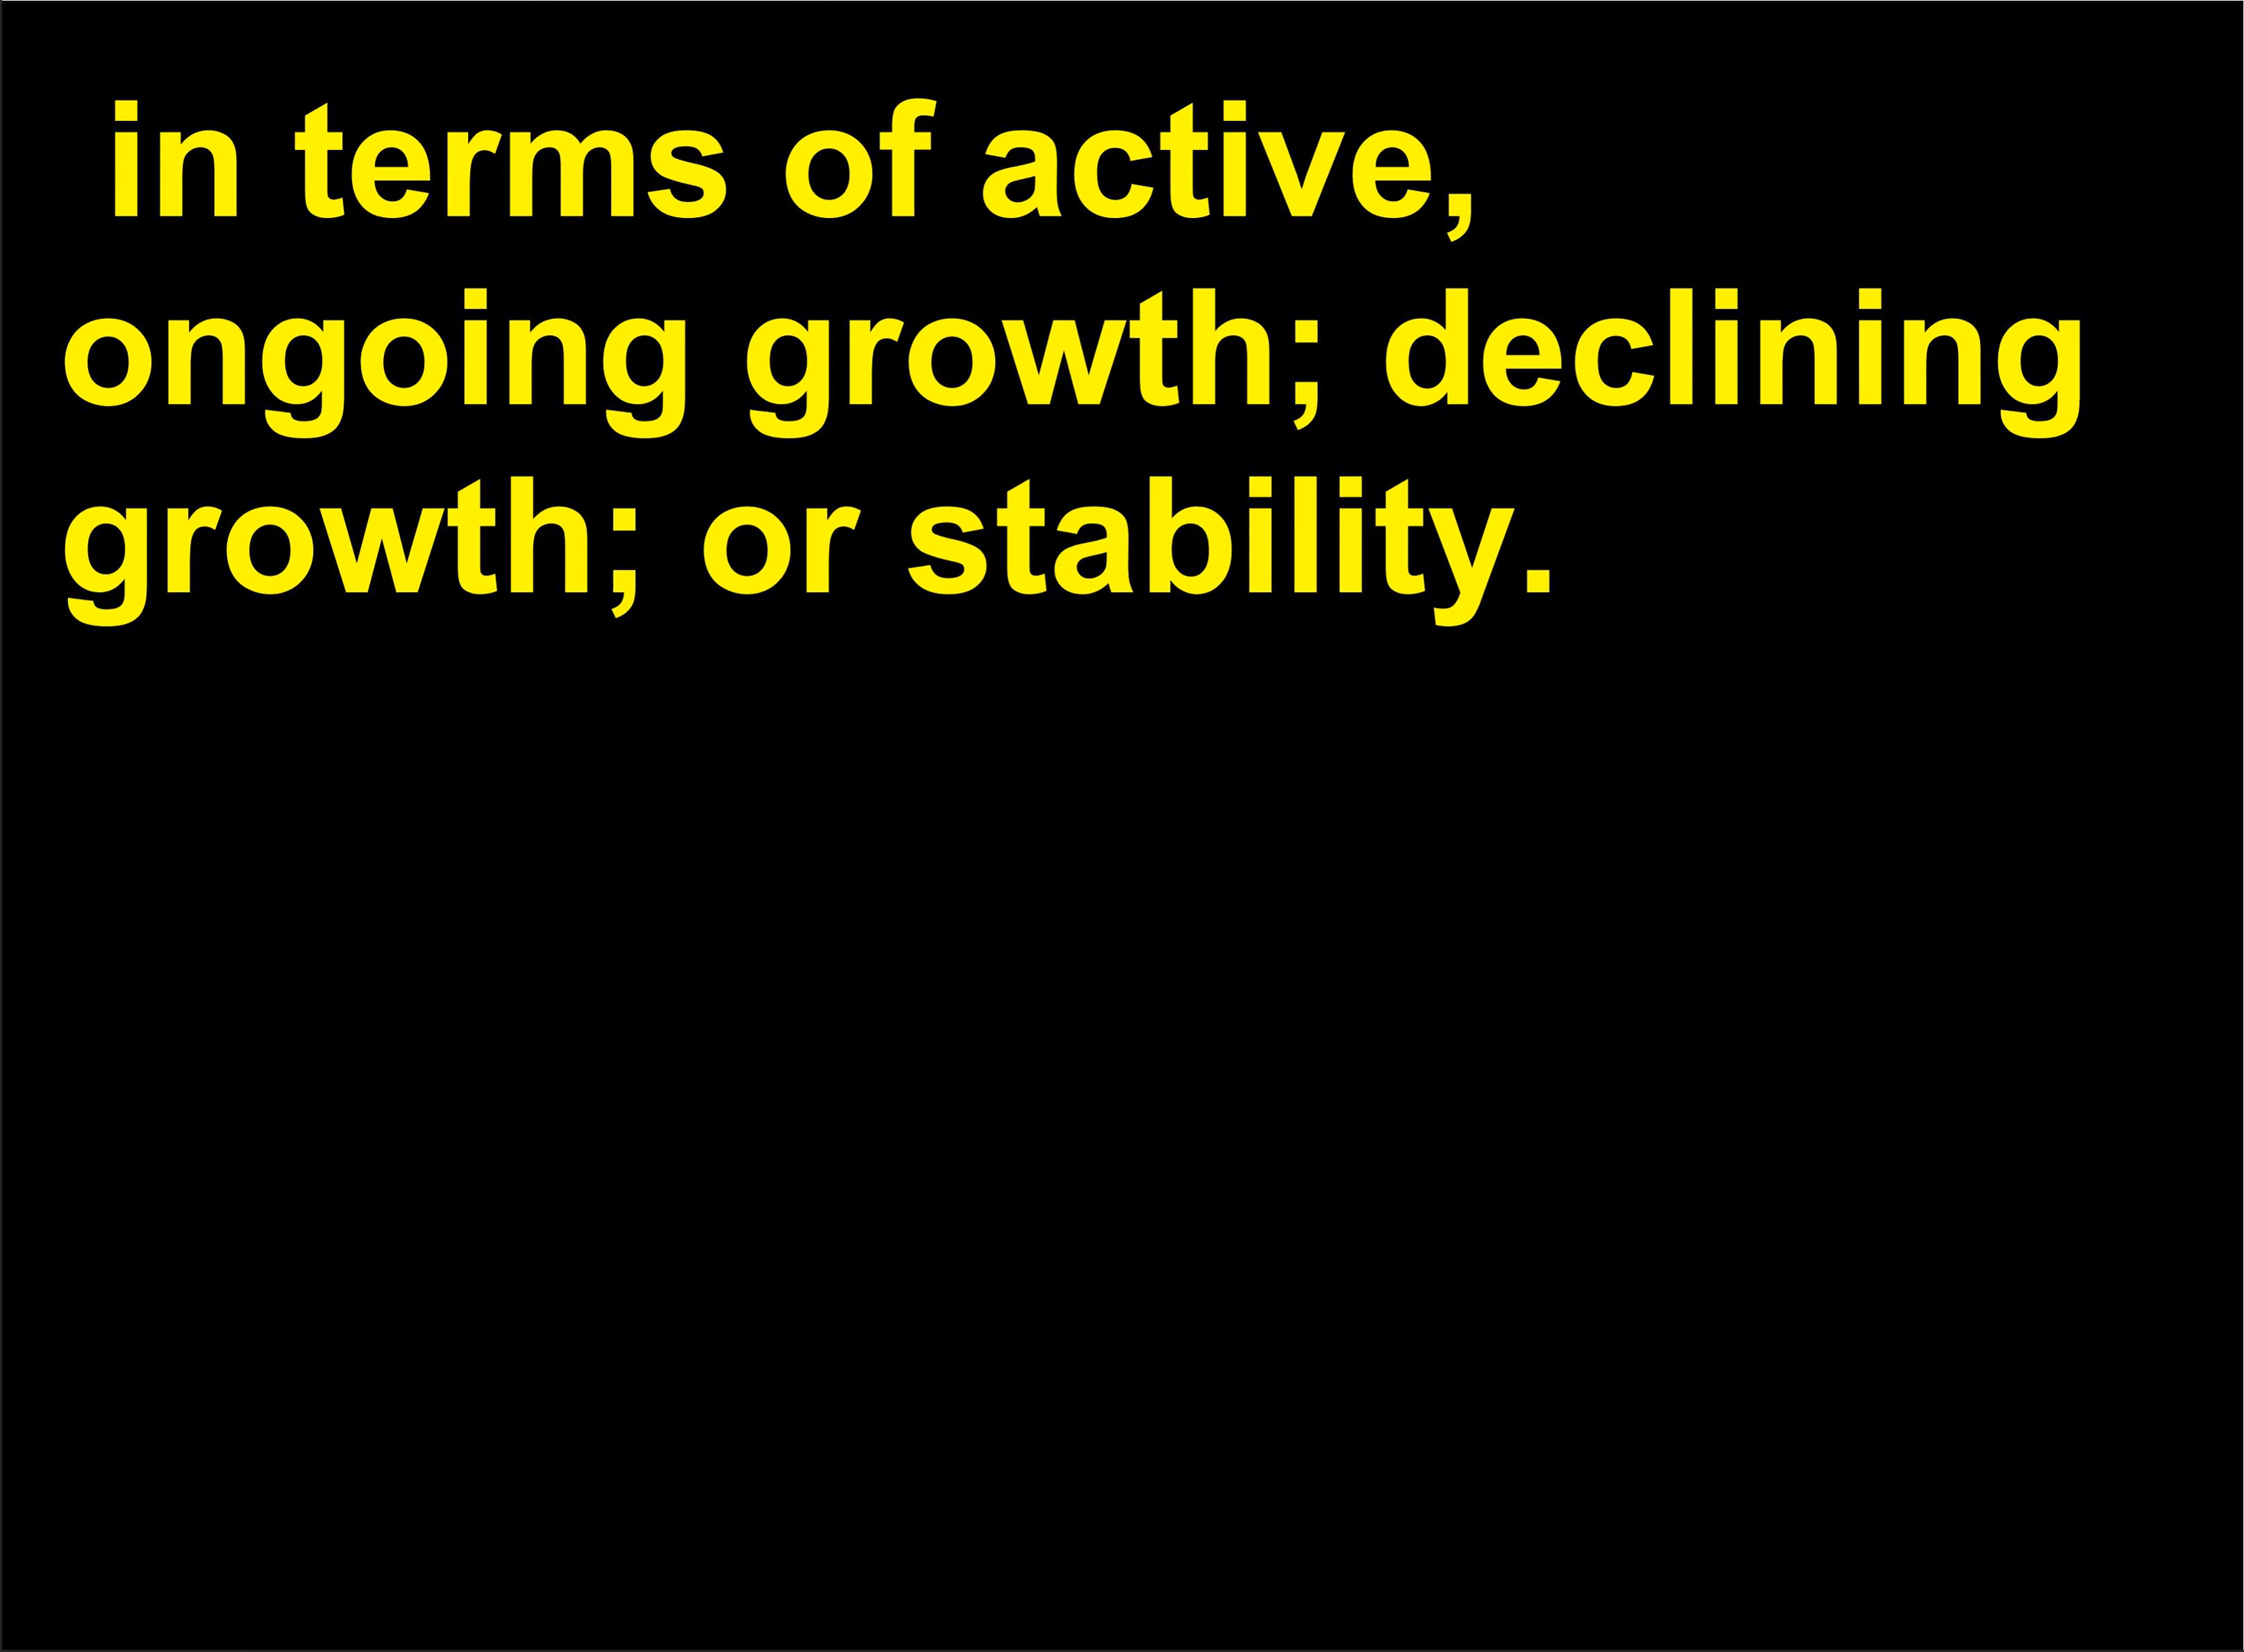 in terms of active,
ongoing growth; declining
growth; or stability.